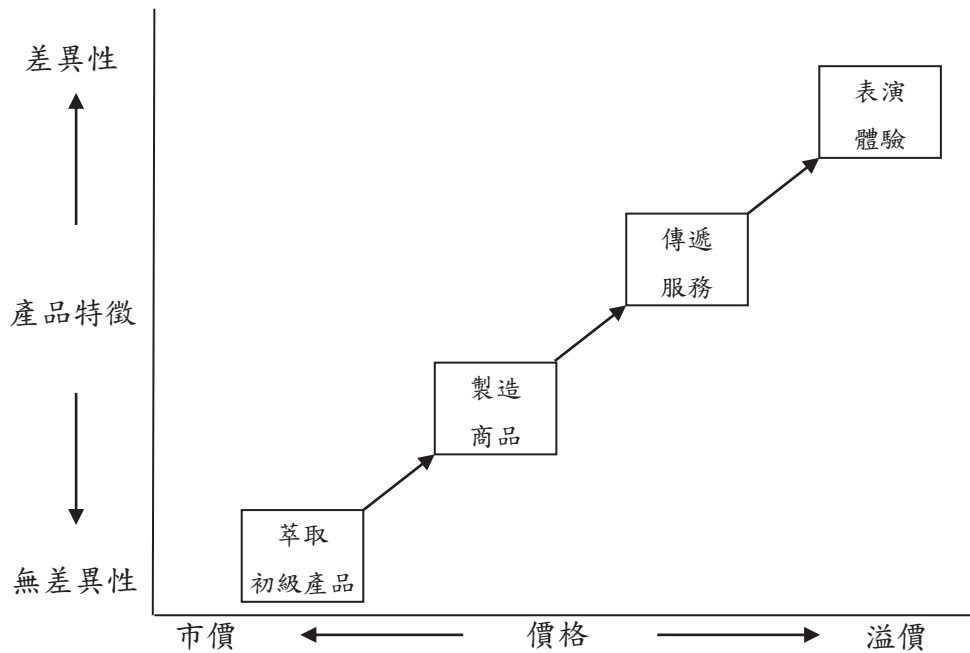 差異性
表演
體驗
傳遞
服務
產品特徵
製造
商品
萃取
初級產品
無差異性
市價
價格
溢價